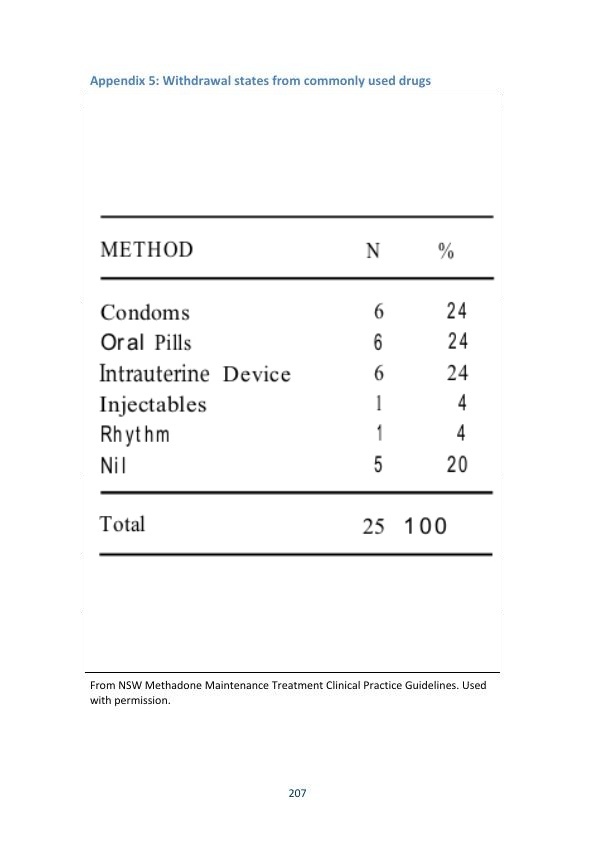 Appendix 5: Withdrawal states from commonly used drugs
METHOD N %
Condoms 6 24
Oral Pills 6 24
Intrauterine Device 6 24
Injectables 1 4
Rhythm 1 4
Nil 5 20
Total 25 100
From NSW Methadone Maintenance Treatment Clinical Practice Guidelines. Used
with permission.
207